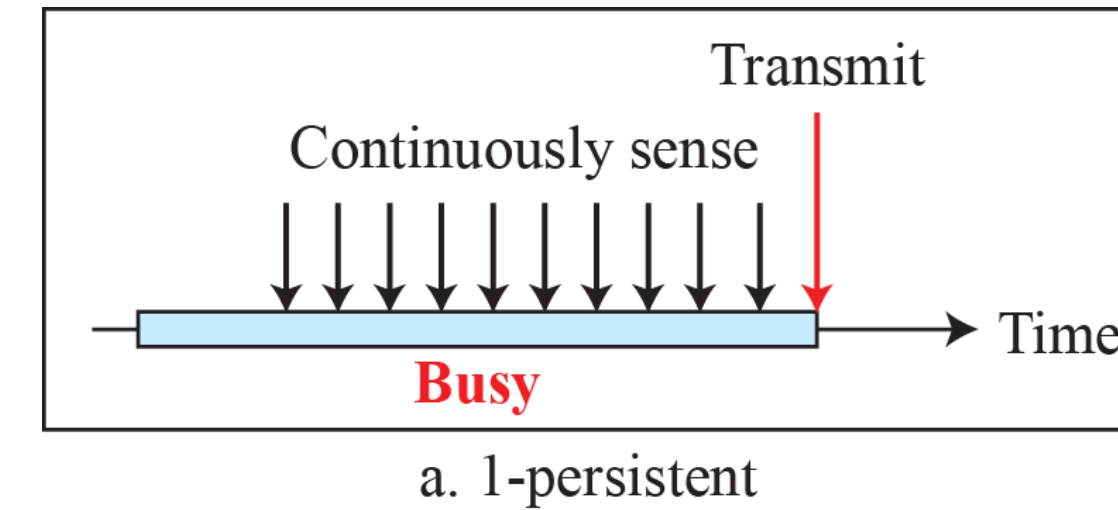 Transmit
Continuously sense
Time
Busy
a. 1-persistent